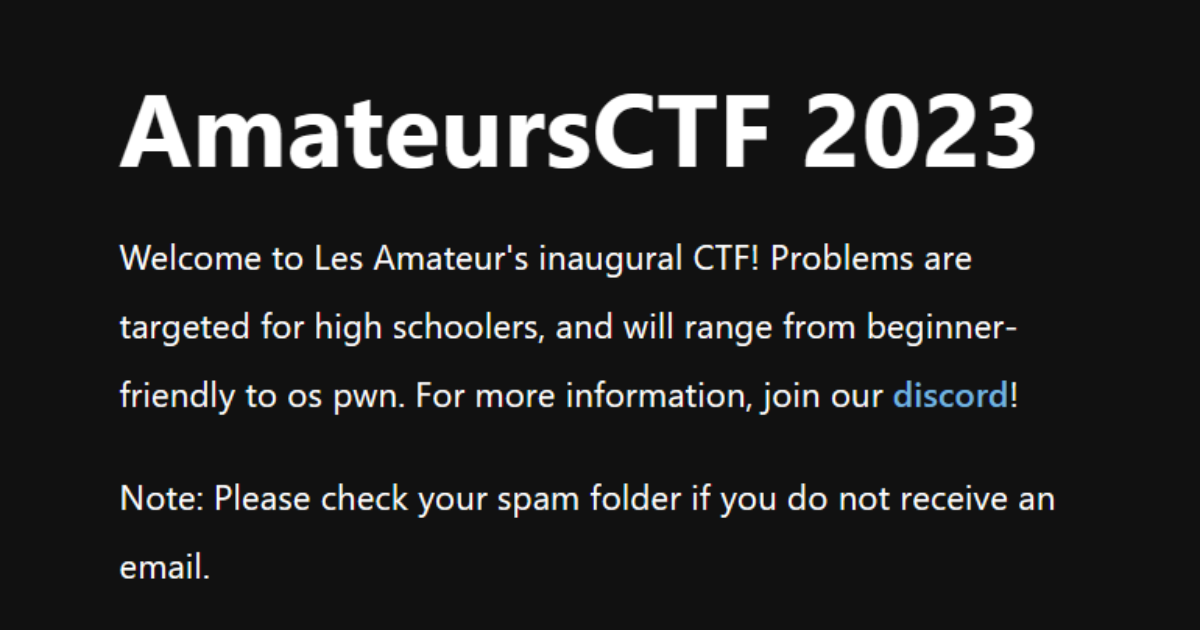 AmateursCTF 2023
Welcome to Les Amateur's inaugural CTF! Problems are
targeted for high schoolers, and will range from beginner-
friendly to os pwn. For more information, join our discord!
Note: Please check your spam folder if you do not receive an
email.